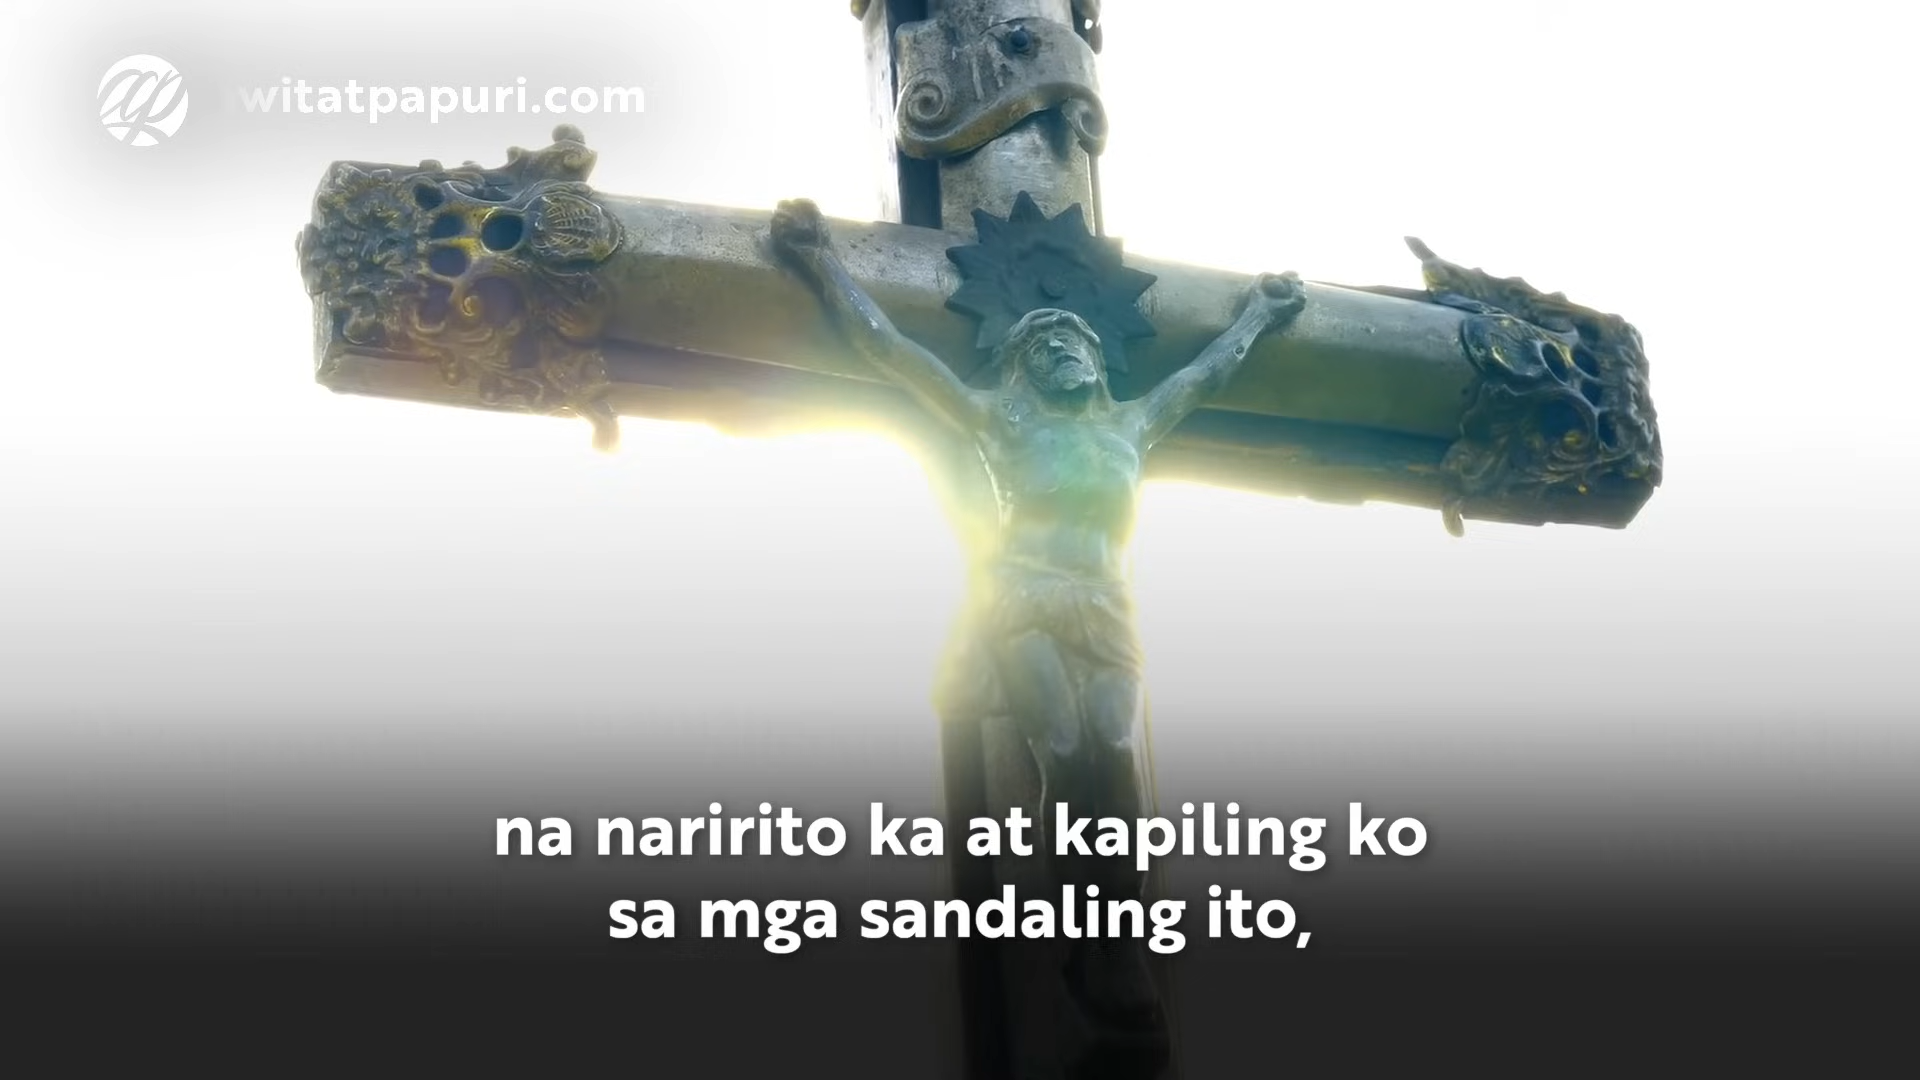 witatpapuri.com
na naririto ka at kapiling ko
sa mga sandaling ito,